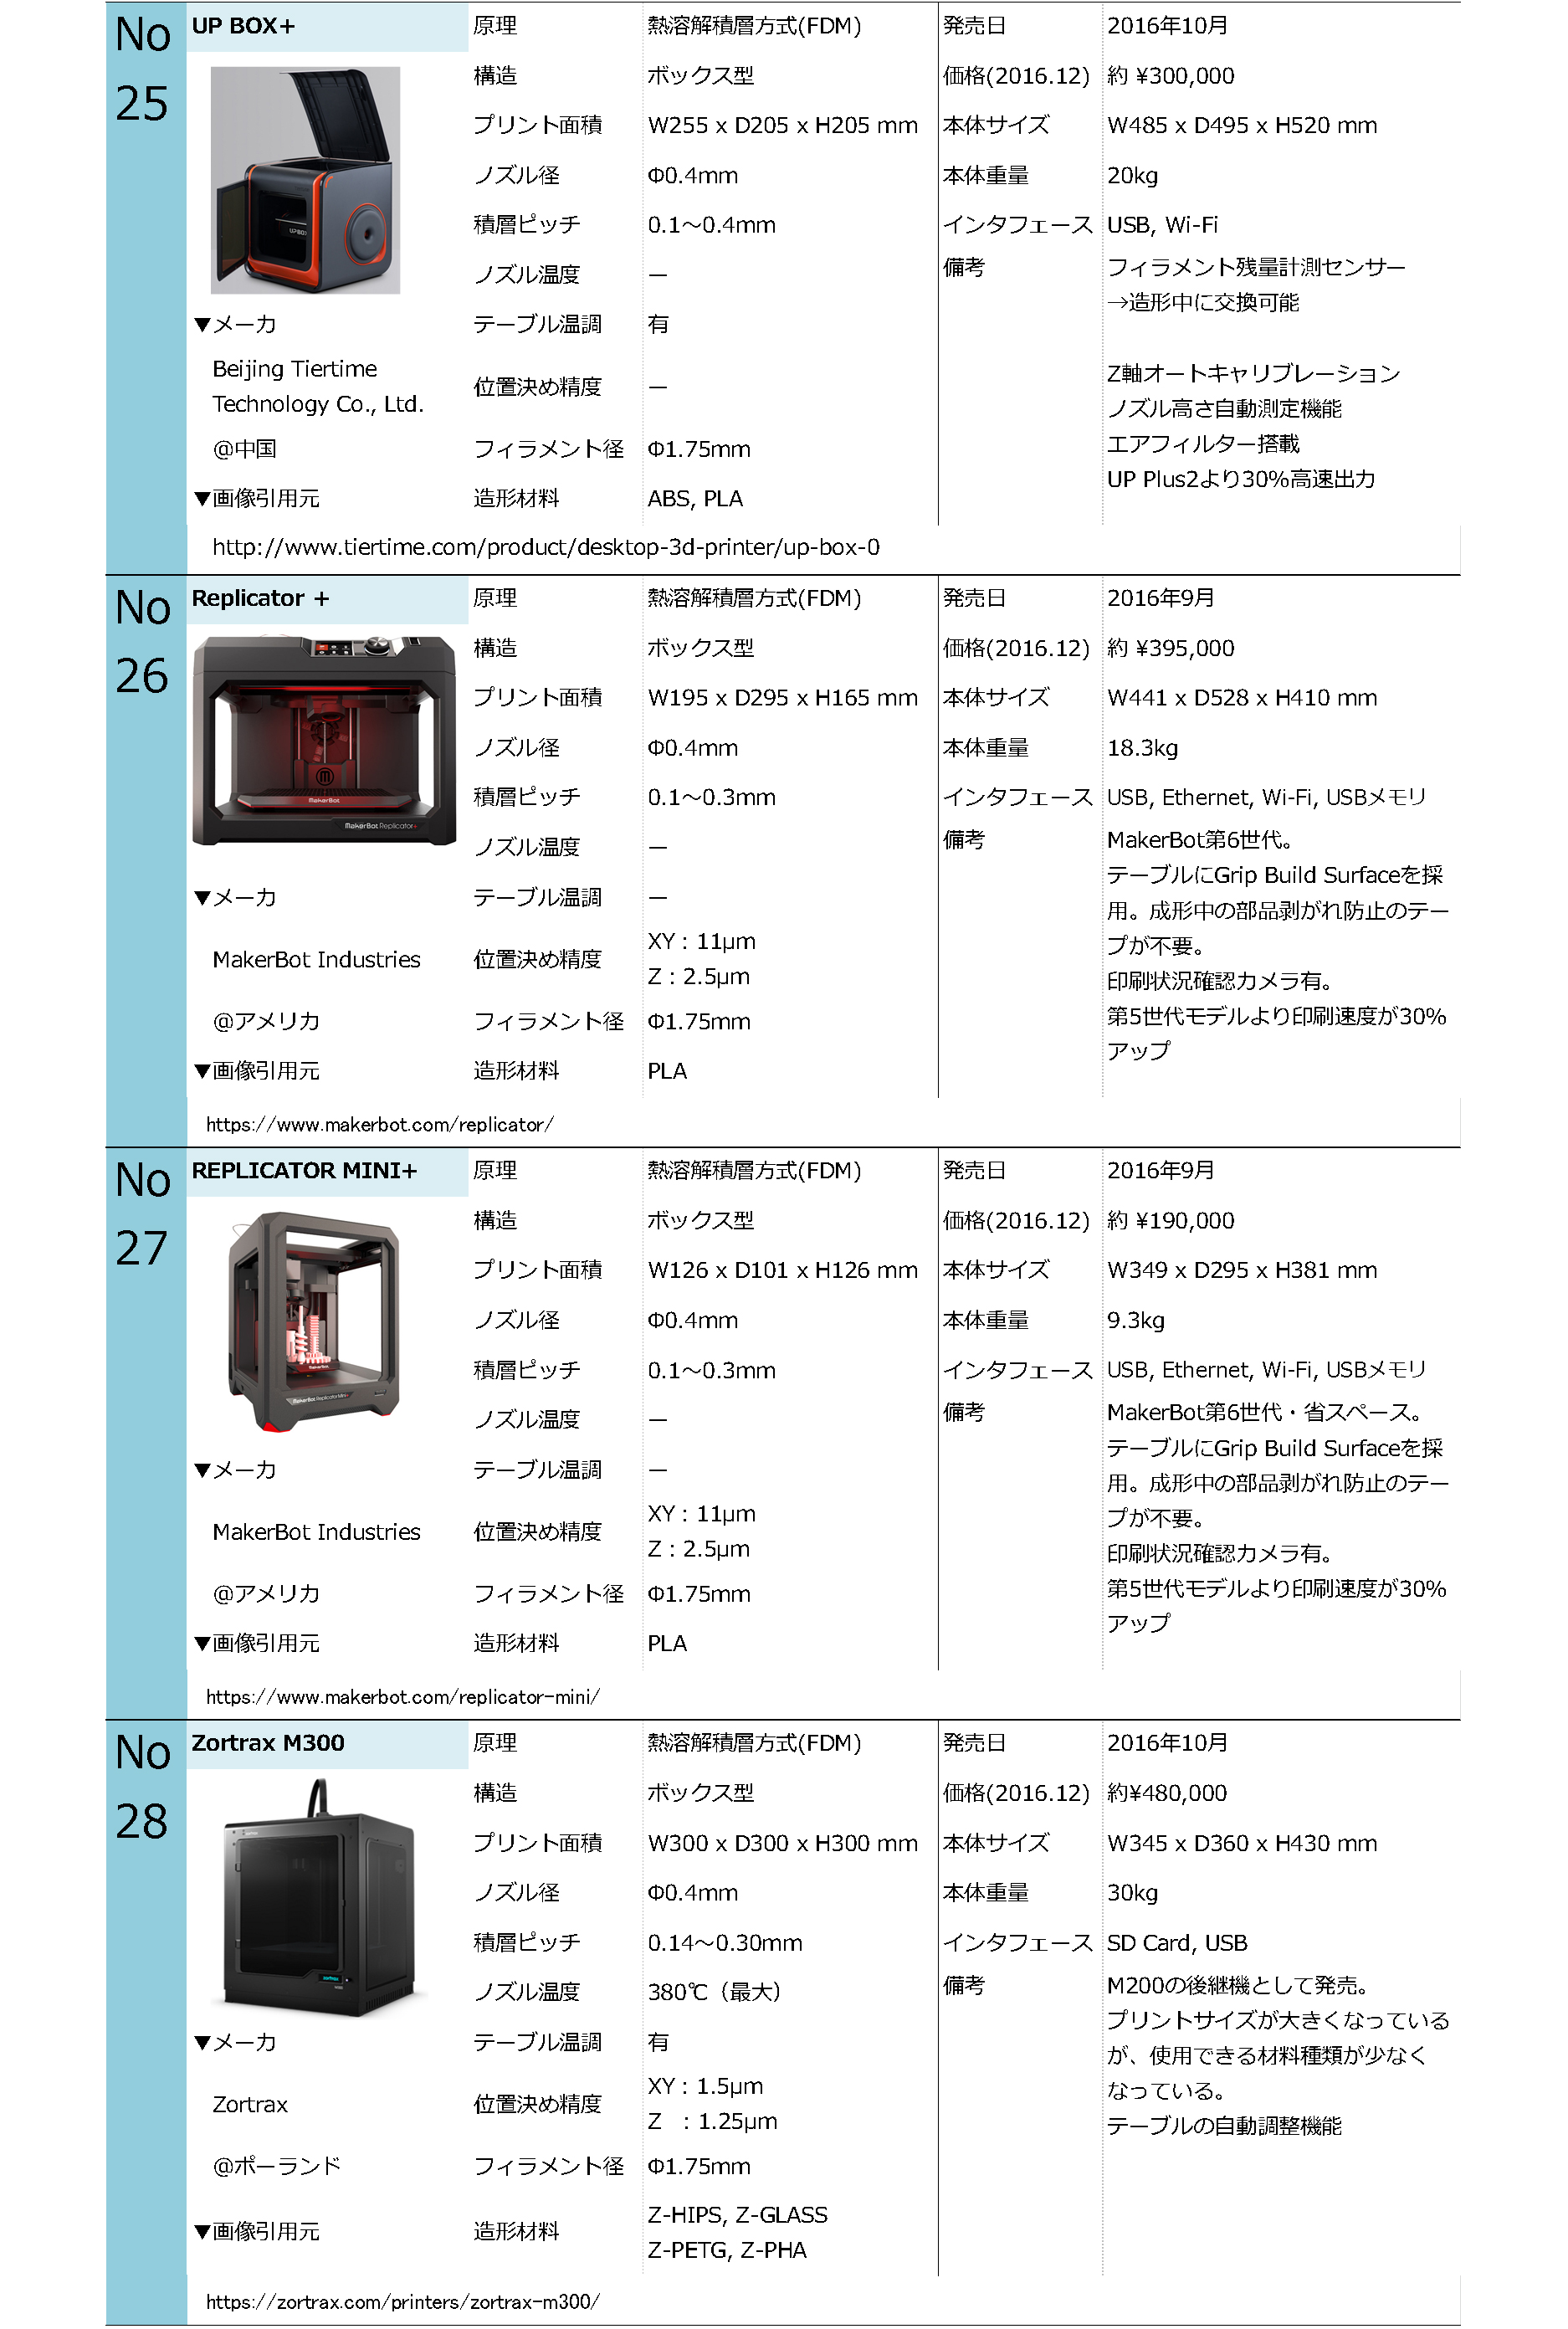 No 25
UP BOX+
原理 熱溶解積層方式(FDM) 発売日 2016年10月
構造 ボックス型 価格(2016.12) 約 ¥300,000
プリント面積 W255 x D205 x H205 mm 本体サイズ W485 x D495 x H520 mm
ノズル径 Φ0.4mm 本体重量 20kg
積層ピッチ 0.1～0.4mm インタフェース USB, Wi-Fi
ノズル温度 － 備考 フィラメント残量計測センサー
→造形中に交換可能
▼メーカ テーブル温調 有
Beijing Tiertime
Technology Co., Ltd.
位置決め精度 －
Z軸オートキャリブレーション
ノズル高さ自動測定機能
@中国 フィラメント径 Φ1.75mm エアフィルター搭載
UP Plus2より30%高速出力
▼画像引用元 造形材料 ABS, PLA
http://www.tiertime.com/product/desktop-3d-printer/up-box-0
No 26
Replicator +
原理 熱溶解積層方式(FDM) 発売日 2016年9月
構造 ボックス型 価格(2016.12) 約 ¥395,000
プリント面積 W195 x D295 x H165 mm 本体サイズ W441 x D528 x H410 mm
ノズル径 Φ0.4mm 本体重量 18.3kg
積層ピッチ 0.1～0.3mm インタフェース USB, Ethernet, Wi-Fi, USBメモリ
MakerBot
MakerBot Replicator+
ノズル温度 － 備考 MakerBot第6世代。
テーブルにGrip Build Surfaceを採
用。成形中の部品剥がれ防止のテー
プが不要。
印刷状況確認カメラ有。
第5世代モデルより印刷速度が30%
アップ
▼メーカ テーブル温調 －
MakerBot Industries 位置決め精度 XY：11μm
Z：2.5μm
@アメリカ フィラメント径 Φ1.75mm
▼画像引用元 造形材料 PLA
https://www.makerbot.com/replicator/
No 27
REPLICATOR MINI+
原理 熱溶解積層方式(FDM) 発売日 2016年9月
構造 ボックス型 価格(2016.12) 約 ¥190,000
プリント面積 W126 x D101 x H126 mm 本体サイズ W349 x D295 x H381 mm
ノズル径 Φ0.4mm 本体重量 9.3kg
積層ピッチ 0.1～0.3mm インタフェース USB, Ethernet, Wi-Fi, USBメモリ
MakerBot Replicator Mini+
ノズル温度 － 備考 MakerBot第6世代・省スペース。
テーブルにGrip Build Surfaceを採
用。成形中の部品剥がれ防止のテー
プが不要。
印刷状況確認カメラ有。
第5世代モデルより印刷速度が30%
アップ
▼メーカ テーブル温調 －
MakerBot Industries 位置決め精度 XY：11μm
Z：2.5μm
@アメリカ フィラメント径 Φ1.75mm
▼画像引用元 造形材料 PLA
https://www.makerbot.com/replicator-mini/
No 28
Zortrax M300
原理 熱溶解積層方式(FDM) 発売日 2016年10月
構造 ボックス型 価格(2016.12) 約¥480,000
プリント面積 W300 x D300 x H300 mm 本体サイズ W345 x D360 x H430 mm
ノズル径 Φ0.4mm 本体重量 30kg
積層ピッチ 0.14～0.30mm インタフェース SD Card, USB
ノズル温度 380℃（最大） 備考 M200の後継機として発売。
プリントサイズが大きくなっている
が、使用できる材料種類が少なく
なっている。
テーブルの自動調整機能
▼メーカ テーブル温調 有
Zortrax 位置決め精度 XY：1.5μm
Z ：1.25μm
@ポーランド フィラメント径 Φ1.75mm
▼画像引用元 造形材料 Z-HIPS, Z-GLASS
Z-PETG, Z-PHA
https://zortrax.com/printers/zortrax-m300/